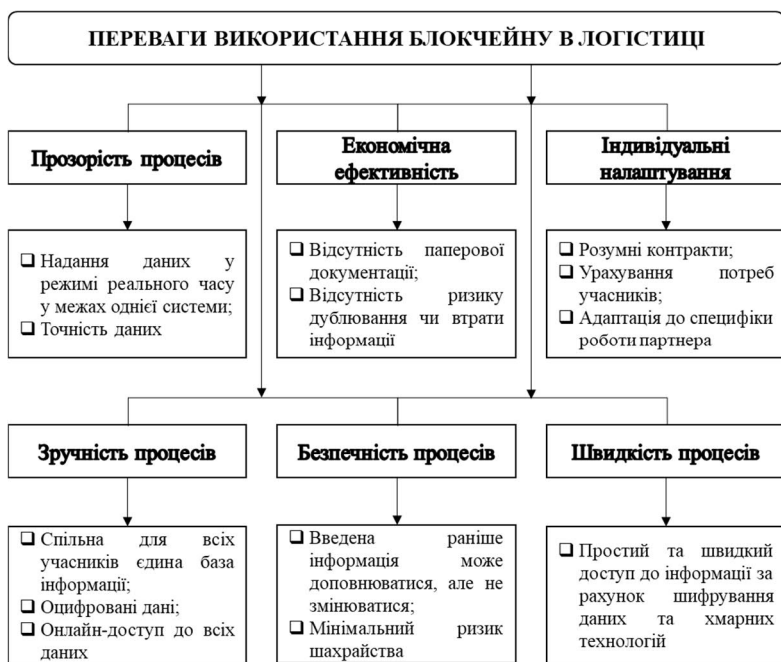 ПЕРЕВАГИ ВИКОРИСТАННЯ БЛОКЧЕЙНУ В ЛОГІСТИЦІ
Прозорість процесів
Економічна
ефективність
Індивідуальні
налаштування
❑ Надання даних у
режимі реального часу
у межах однієї системи;
❑ Точність даних
❑ Відсутність паперової
документації;
❑ Відсутність ризику
дублювання чи втрати
інформації
❑ Розумні контракти;
❑ Урахування потреб
учасників;
❑ Адаптація до специфіки
роботи партнера
Зручність процесів
Безпечність процесів
Швидкість процесів
❑ Спільна для всіх
учасників єдина база
інформації;
❑ Оцифровані дані;
❑ Онлайн-доступ до всіх
даних
❑ Введена раніше
інформація може
доповнюватися, але не
змінюватися;
❑ Мінімальний ризик
шахрайства
❑ Простий та швидкий
доступ до інформації за
рахунок шифрування
даних та хмарних
технологій